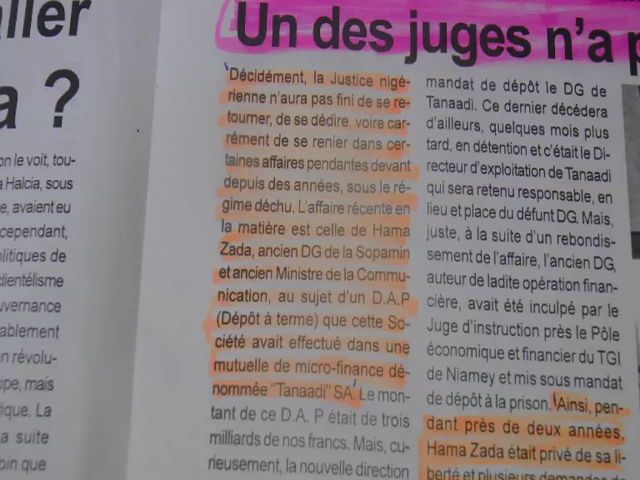 aller
a ?
on le voit, tou-
Halcia, sous
e, avaient eu
cependant,
olitiques de
clientélisme
uvernance
ablement
n révolu-
ipe, mais
tique. La
a suite
oin que
Un des juges n'a p
Décidément, la Justice nigé-
rienne n'aura pas fini de se re-
tourner, de se dédire, voire car-
rément de se renier dans cer-
taines affaires pendantes devant
depuis des années, sous le ré-
gime déchu. L'affaire récente en
la matière est celle de Hama
Zada, ancien DG de la Sopamin
et ancien Ministre de la Commu-
nication, au sujet d'un D.A.P
(Dépôt à terme) que cette So-
ciété avait effectué dans une
mutuelle de micro-finance dé-
nommée "Tanaadi" SA. Le mon-
tant de ce D.A. P était de trois
milliards de nos francs. Mais, cu-
rieusement, la nouvelle direction
mandat de dépôt le DG de
Tanaadi. Ce dernier décédera
d'ailleurs, quelques mois plus
tard, en détention et c'était le Di-
recteur d'exploitation de Tanaadi
qui sera retenu responsable, en
lieu et place du défunt DG. Mais,
juste, à la suite d'un rebondis-
sement de l'affaire, l'ancien DG,
auteur de ladite opération finan-
cière, avait été inculpé par le
Juge d'instruction près le Pôle
économique et financier du TGI
de Niamey et mis sous mandat
de dépôt à la prison. Ainsi, pen-
dant près de deux années,
Hama Zada était privé de sa li-
berté et plusieurs demandes de